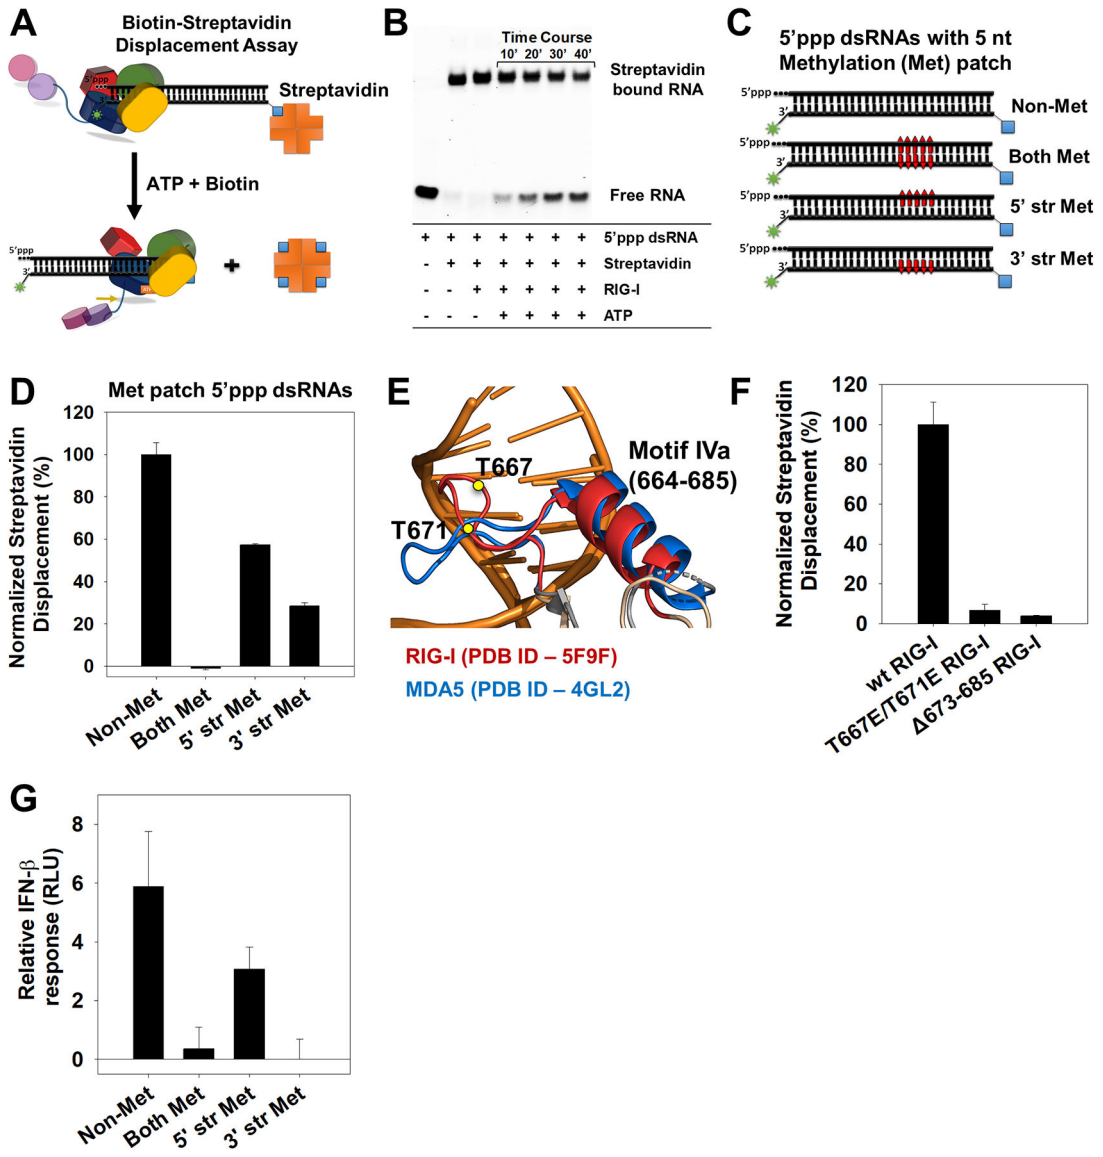 A
Biotin-Streptavidin
Displacement Assay
5'ppp
3'
Streptavidin
ATP + Biotin
5'ppp
3'
+
B
Time Course
10' 20' 30' 40'
Streptavidin
bound RNA
Free RNA
+ + + + + + + 5'ppp dsRNA
- + + + + + + Streptavidin
- - + + + + + RIG-I
- - - + + + + ATP
C
5'ppp dsRNAs with 5 nt
Methylation (Met) patch
5'ppp
3'
Non-Met
5'ppp
3'
Both Met
5'ppp
3'
5' str Met
5'ppp
3'
3' str Met
D
Met patch 5'ppp dsRNAs
Normalized Streptavidin
Displacement (%)
120
100
80
60
40
20
0
Non-Met
Both Met
5' str Met
3' str Met
E
T667
T671
Motif IVa
(664-685)
RIG-I (PDB ID – 5F9F)
MDA5 (PDB ID – 4GL2)
F
Normalized Streptavidin
Displacement (%)
120
100
80
60
40
20
0
wt RIG-I
T667E/T671E RIG-I
Δ673-685 RIG-I
G
Relative IFN-β
response (RLU)
8
6
4
2
0
Non-Met
Both Met
5' str Met
3' str Met